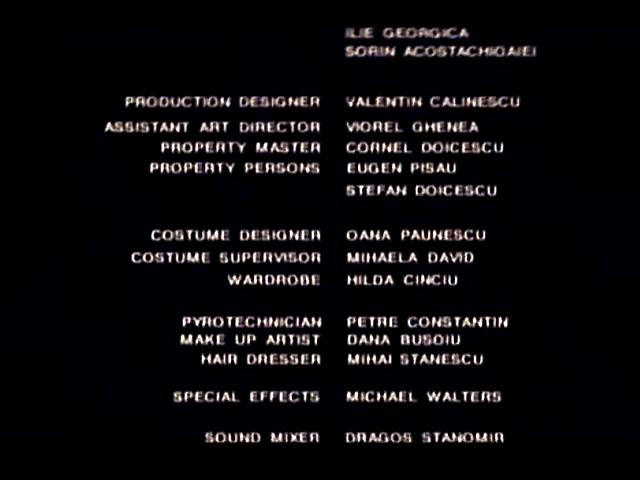 ILIE GEORGICA
SORIN ACOSTACHIOAIEI
PRODUCTION DESIGNER VALENTIN CALINESCU
ASSISTANT ART DIRECTOR VIOREL GHENEA
PROPERTY MASTER CORNEL DOICESCU
PROPERTY PERSONS EUGEN PISAU
STEFAN DOICESCU
COSTUME DESIGNER OANA PAUNESCU
COSTUME SUPERVISOR MIHAELA DAVID
WARDROBE HILDA CINCIU
PYROTECHNICIAN PETRE CONSTANTIN
MAKE UP ARTIST DANA BUSOIU
HAIR DRESSER MIHAI STANESCU
SPECIAL EFFECTS MICHAEL WALTERS
SOUND MIXER DRAGOS STANOMIR